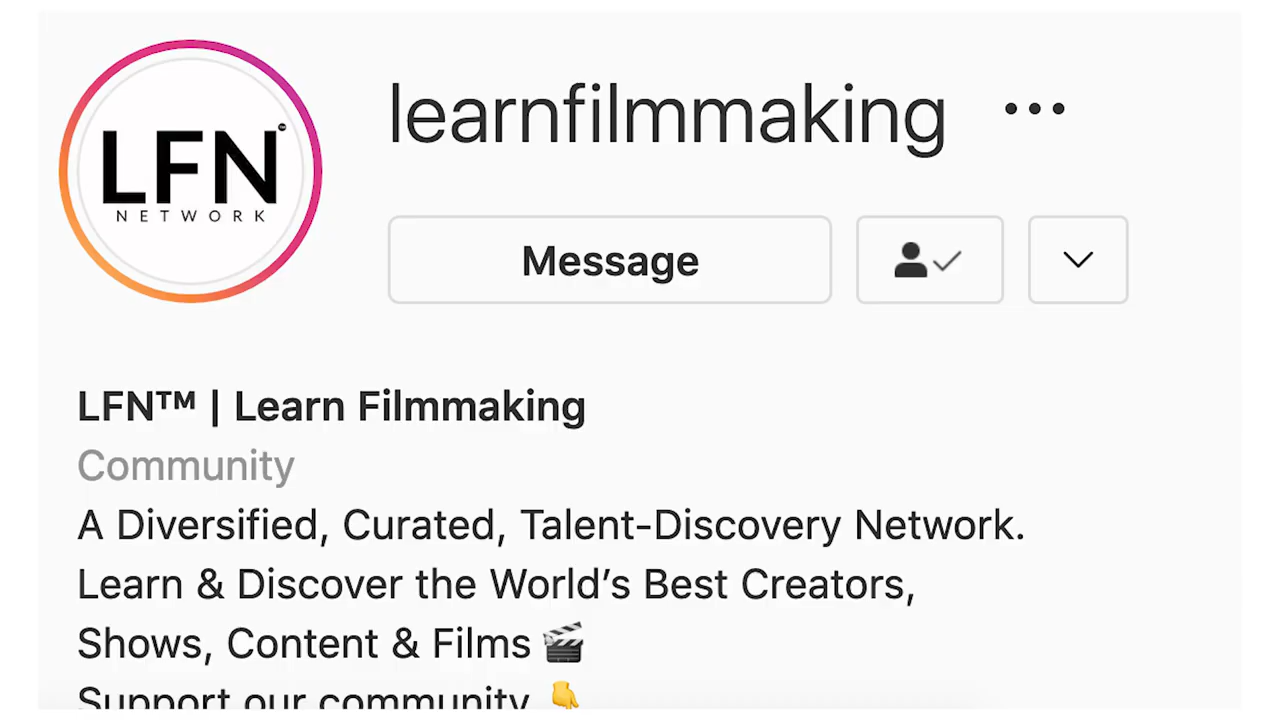 learnfilmmaking
LFN
NETWORK
Message
LFN™ | Learn Filmmaking
Community
A Diversified, Curated, Talent-Discovery Network.
Learn & Discover the World’s Best Creators,
Shows, Content & Films 🎬
Support our community 👇